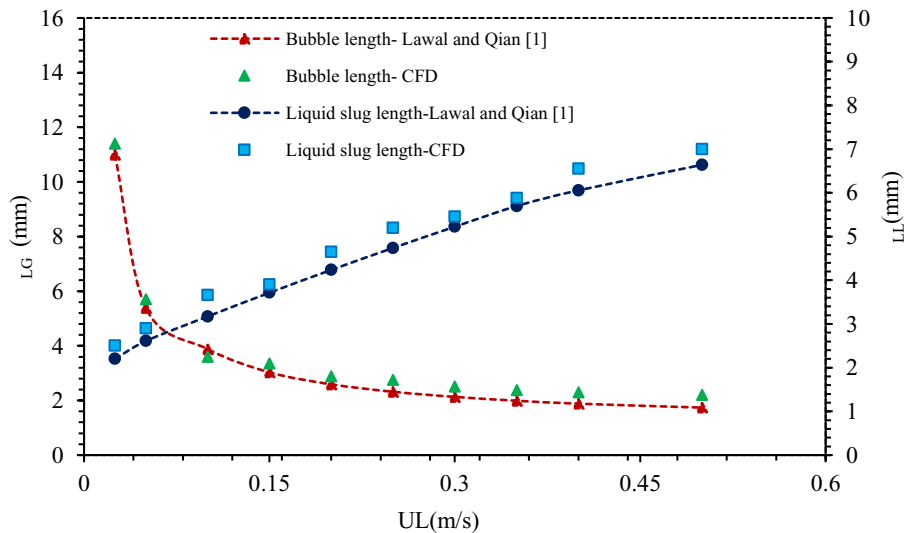 16
14
12
10
8
6
4
2
0
LG (mm)
Bubble length- Lawal and Qian [1]
Bubble length- CFD
Liquid slug length-Lawal and Qian [1]
Liquid slug length-CFD
10
9
8
7
6
5
4
3
2
1
0
LL(mm)
0 0.15 0.3 0.45 0.6
UL(m/s)